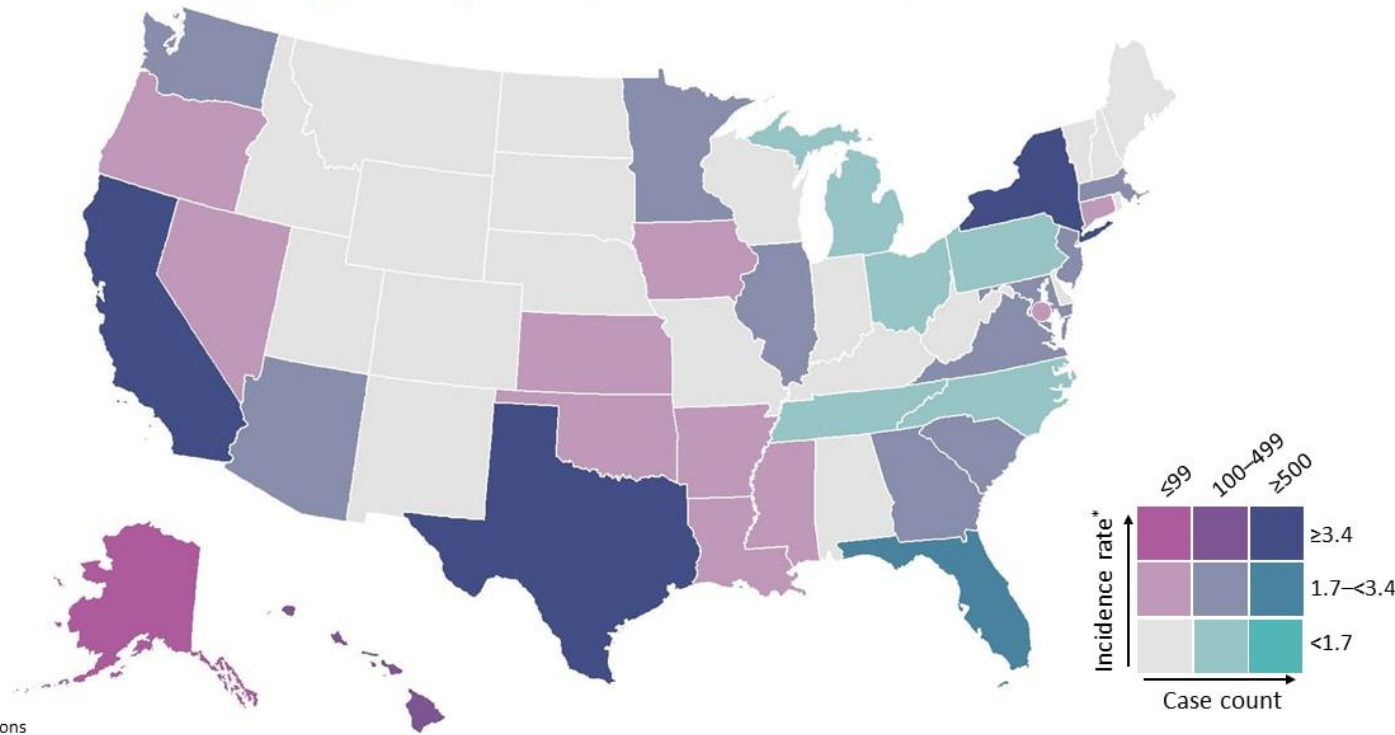 ≤99
100–499
≥500
Incidence rate*
≥3.4
1.7–<3.4
<1.7
Case count
ons